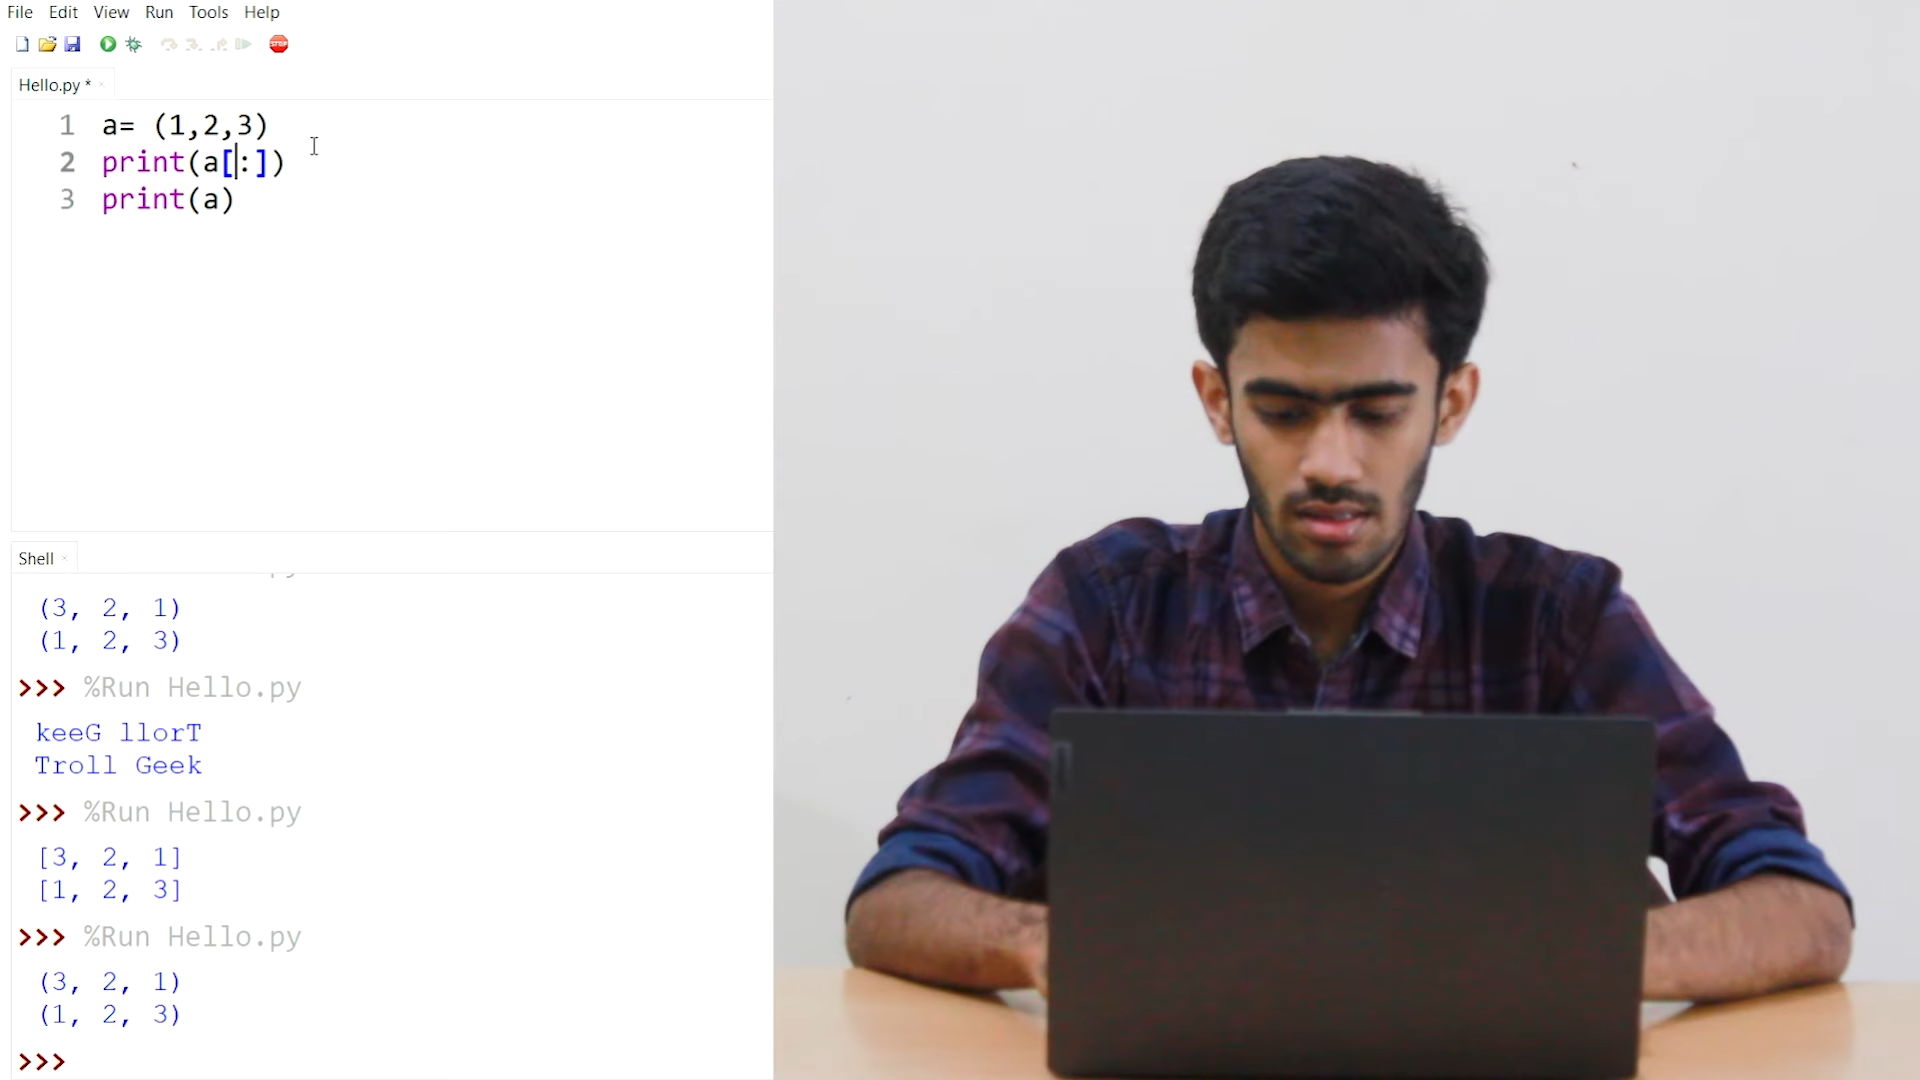 File Edit View Run Tools Help
STOP
Hello.py *
1 a= (1,2,3)
2 print(a[:])
3 print(a)
Shell
(3, 2, 1)
(1, 2, 3)
>>> %Run Hello.py
keeG llorT
Troll Geek
>>> %Run Hello.py
[3, 2, 1]
[1, 2, 3]
>>> %Run Hello.py
(3, 2, 1)
(1, 2, 3)
>>>